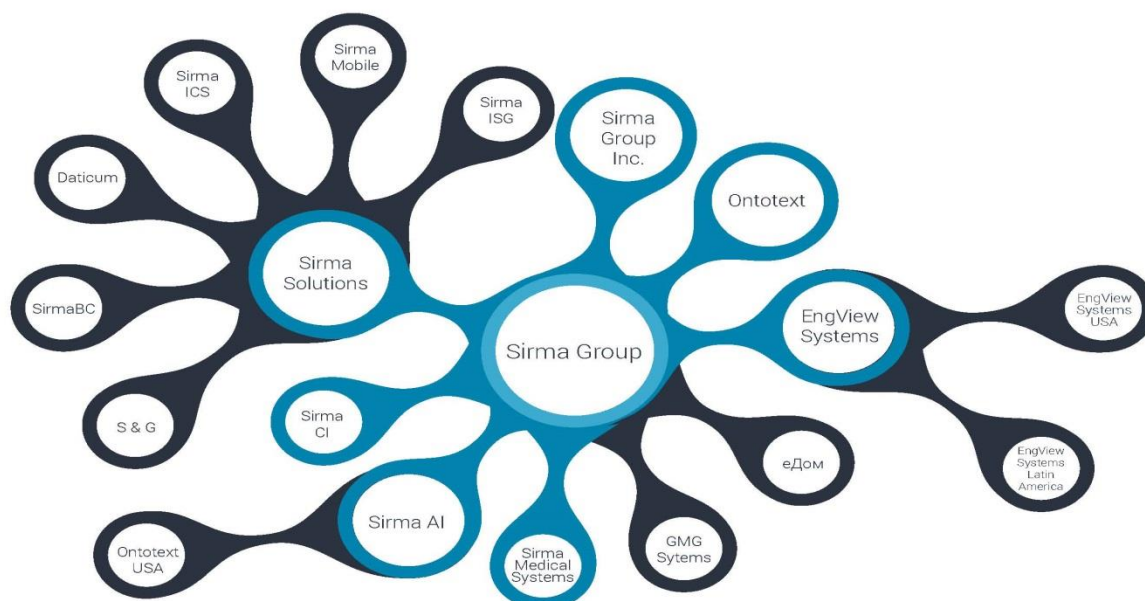 Sirma
Mobile
Sirma
ICS
Sirma
ISG
Sirma
Group
Inc.
Daticum
Ontotext
Sirma
Solutions
SirmaBC
EngView
Systems
EngView
Systems
USA
Sirma Group
S & G
Sirma
CI
еДом
EngView
Systems
Latin
America
Sirma AI
Ontotext
USA
Sirma
Medical
Systems
GMG
Sytems